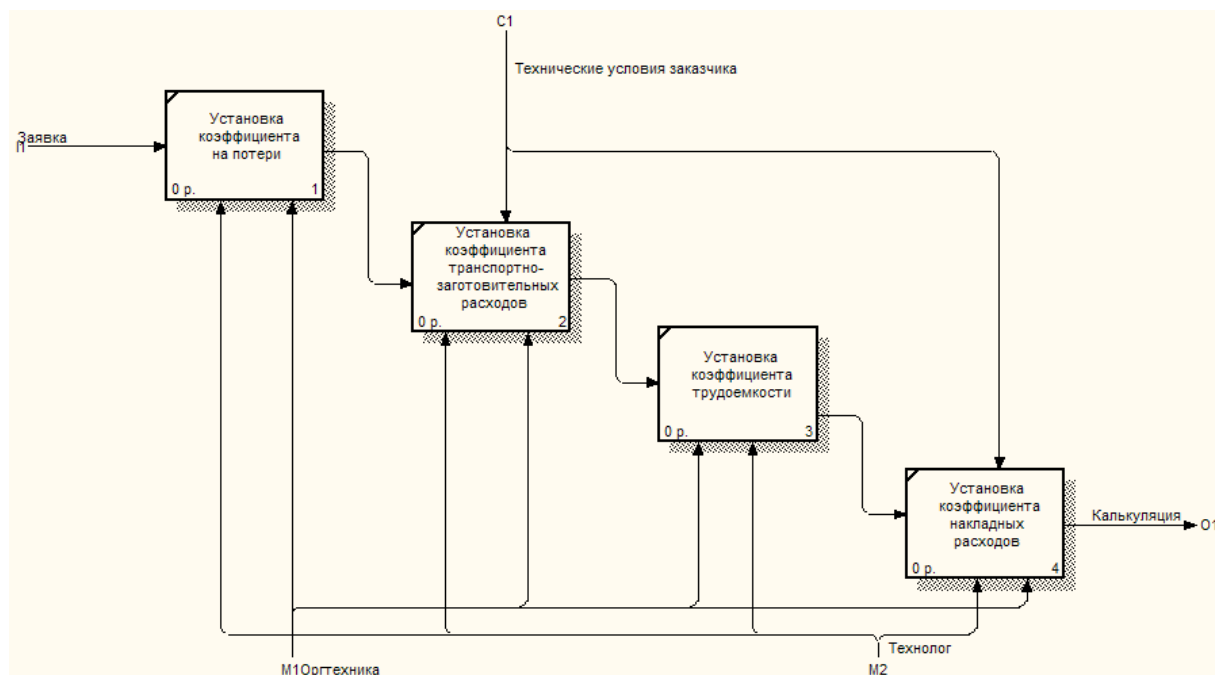 C1
Технические условия заказчика
Заявка
I1
Установка
коэффициента
на потери
0 р. 1
Установка
коэффициента
транспортно-
заготовительных
расходов
0 р. 2
Установка
коэффициента
трудоемкости
0 р. 3
Установка
коэффициента
накладных
расходов
0 р. 4
Калькуляция
O1
Технолог
M1Оргтехника
M2